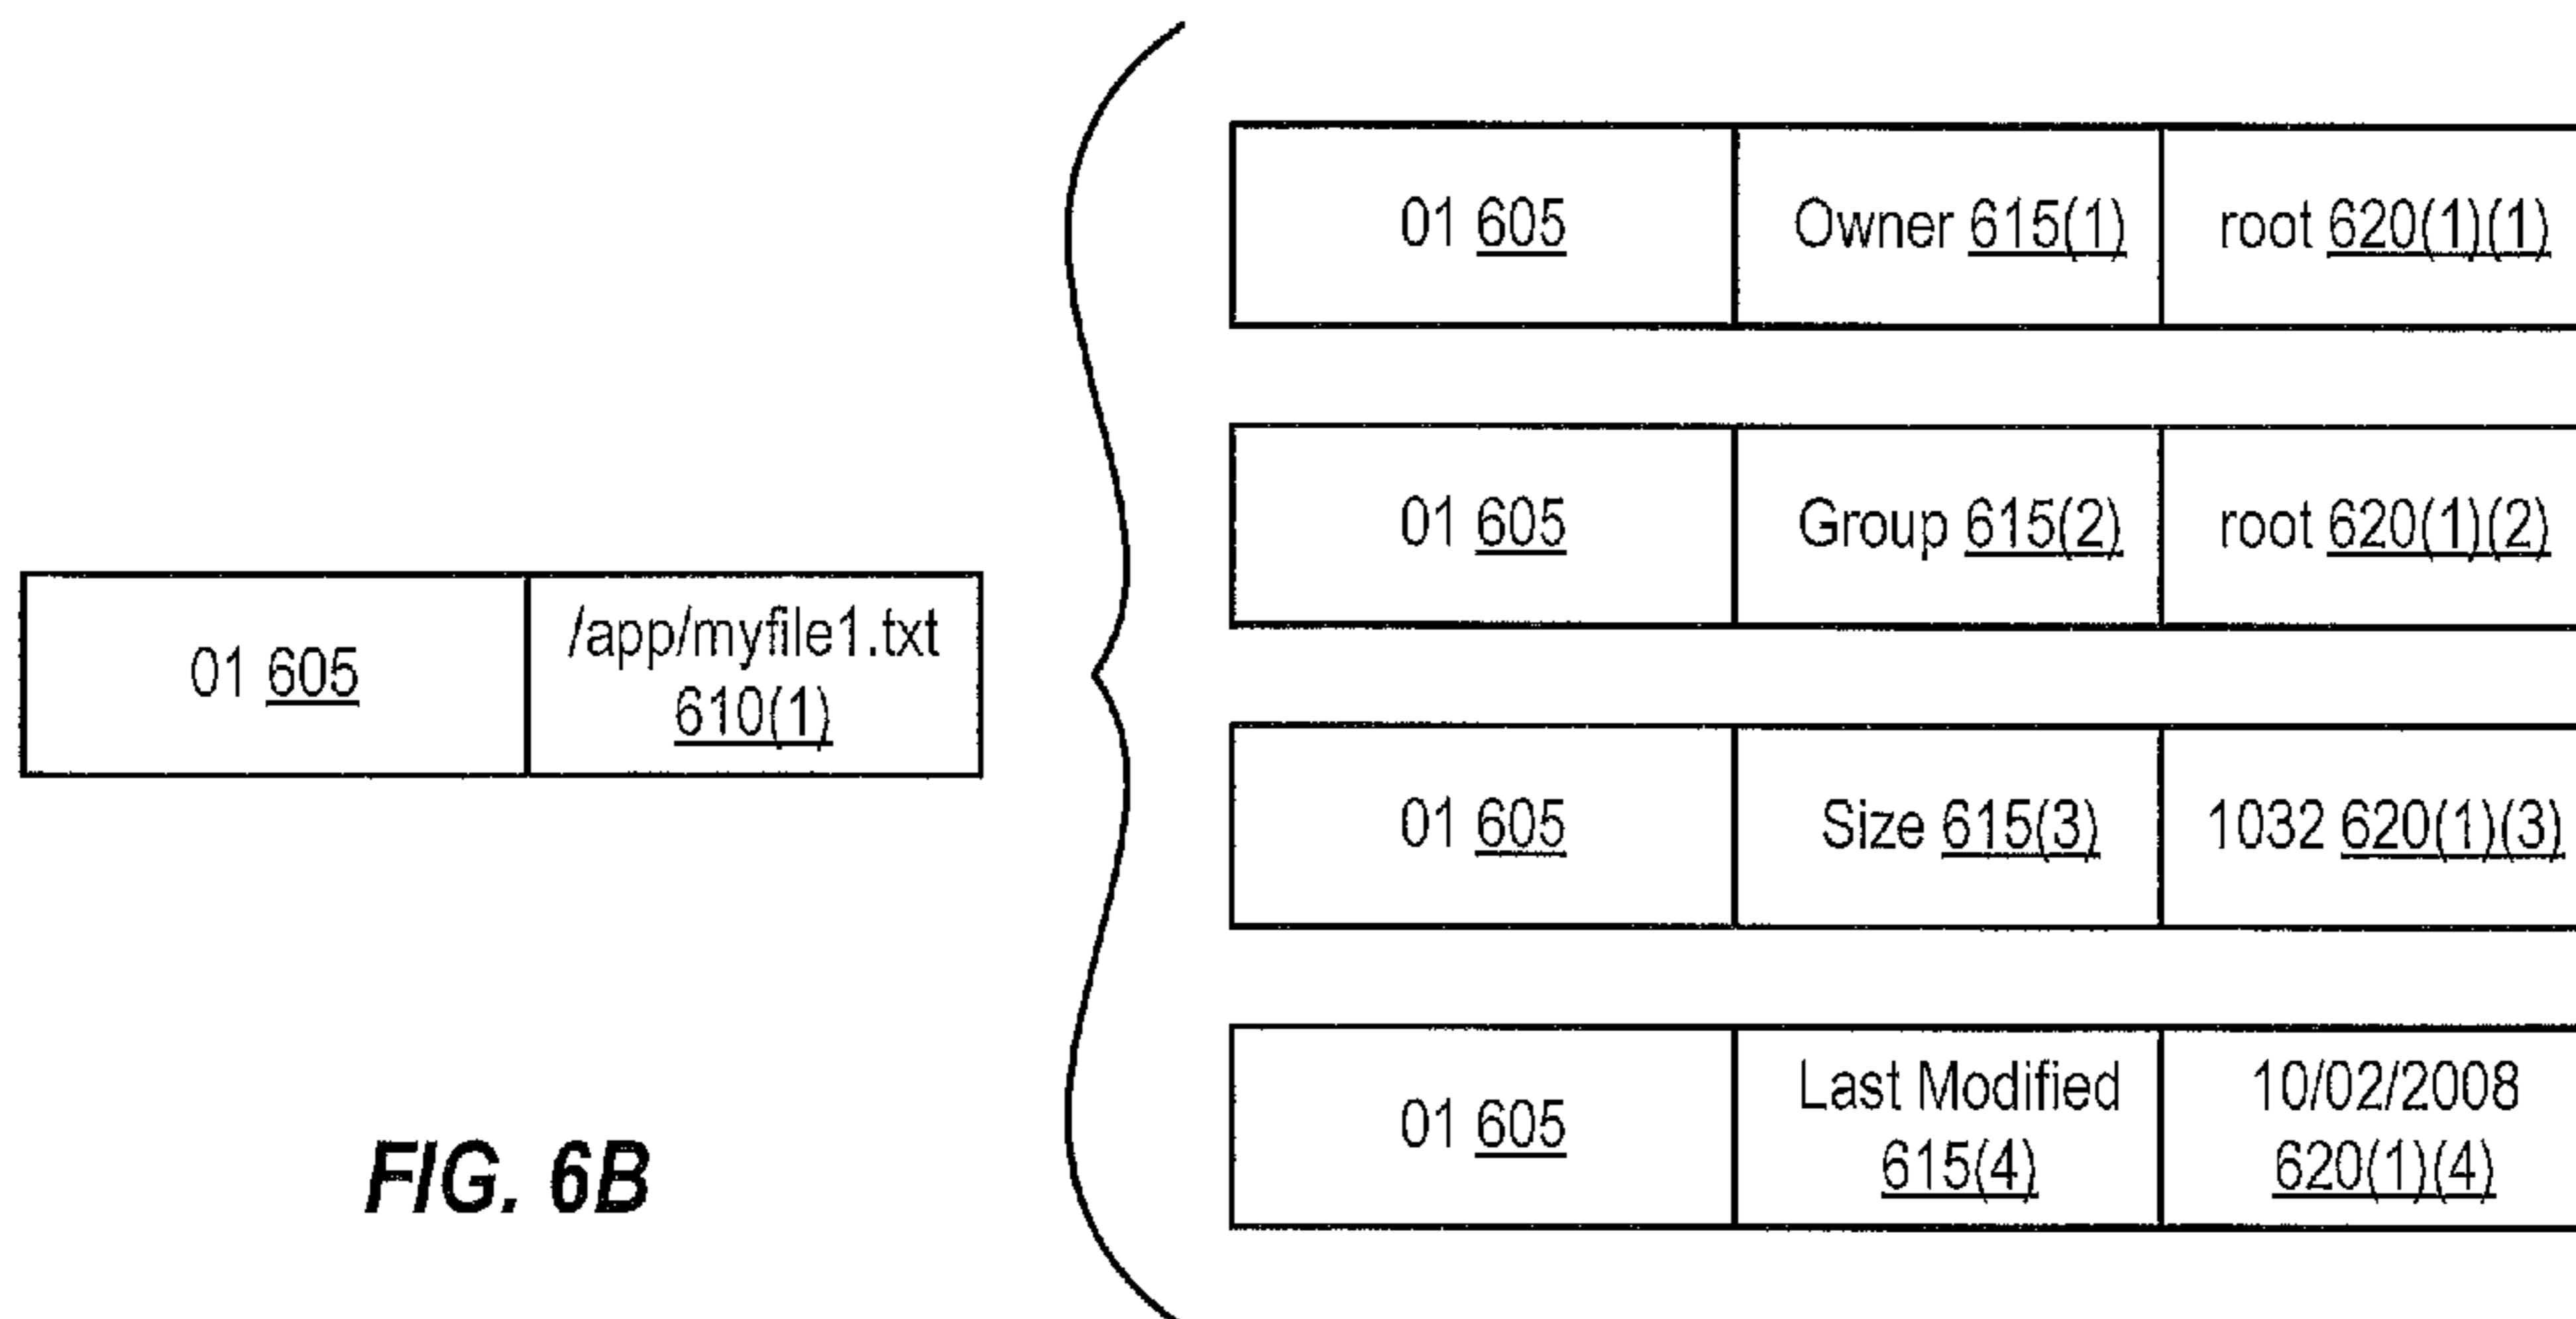 01 605 Owner 615(1) root 620(1)(1)
01 605 Group 615(2) root 620(1)(2)
01 605
/app/myfile1.txt
610(1)
01 605 Size 615(3) 1032 620(1)(3)
01 605
Last Modified
615(4)
10/02/2008
620(1)(4)
FIG. 6B